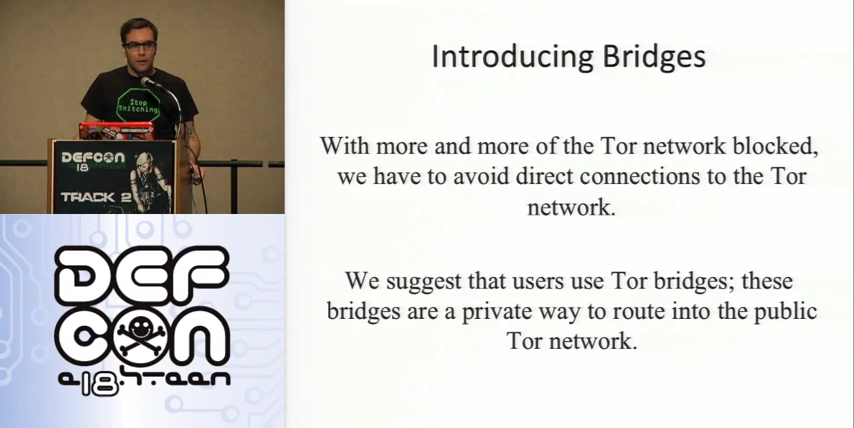 Stop
Snitching
DEFCON
18
TRACK 2
DEF
CON
e18hteen
Introducing Bridges
With more and more of the Tor network blocked,
we have to avoid direct connections to the Tor
network.
We suggest that users use Tor bridges; these
bridges are a private way to route into the public
Tor network.